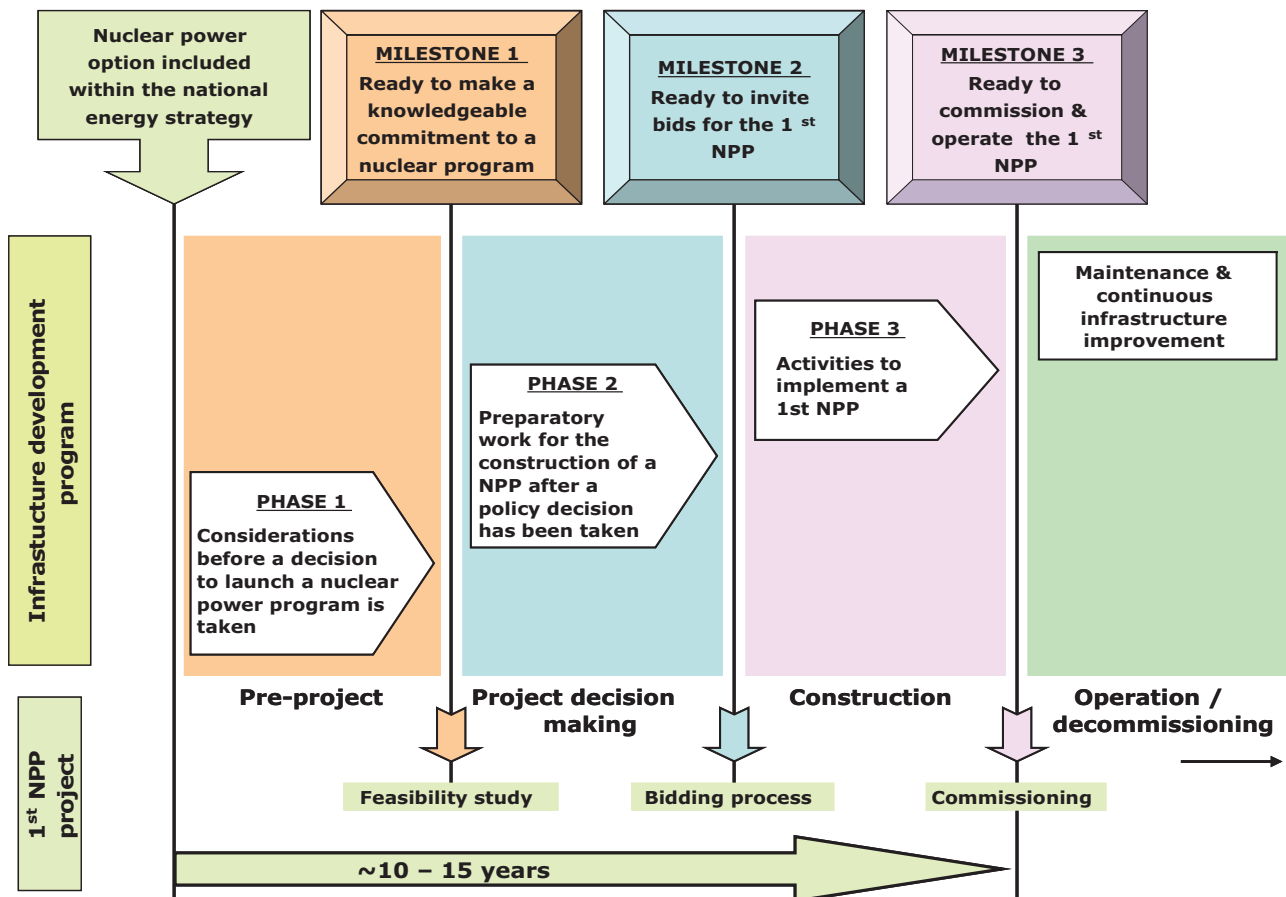 Nuclear power
option included
within the national
energy strategy
MILESTONE 1
Ready to make a
knowledgeable
commitment to a
nuclear program
MILESTONE 2
Ready to invite
bids for the 1 st
NPP
MILESTONE 3
Ready to
commission &
operate the 1 st
NPP
Infrastucture development
program
PHASE 1
Considerations
before a decision
to launch a nuclear
power program is
taken
PHASE 2
Preparatory
work for the
construction of a
NPP after a
policy decision
has been taken
PHASE 3
Activities to
implement a
1st NPP
Maintenance &
continuous
infrastructure
improvement
Pre-project
Project decision
making
Construction
Operation /
decommissioning
1st NPP
project
Feasibility study
Bidding process
Commissioning
~10 – 15 years